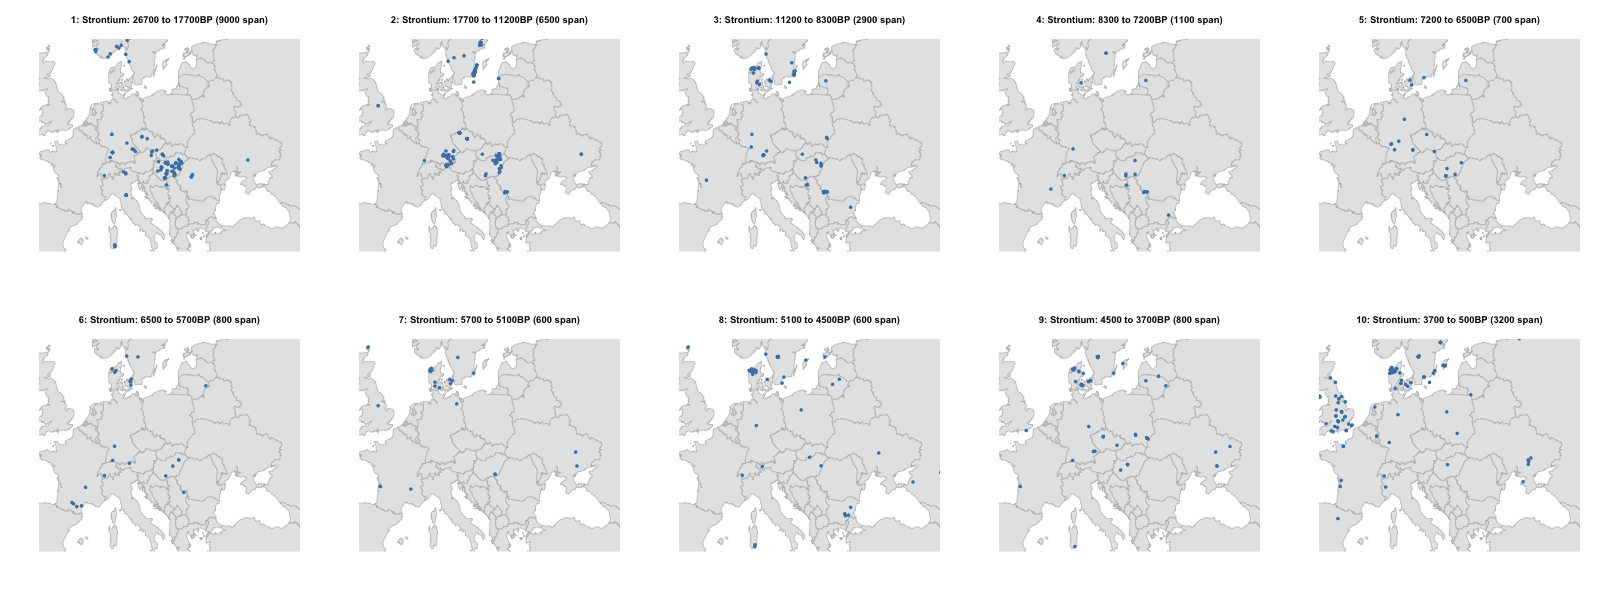 1: Strontium: 26700 to 17700BP (9000 span)
2: Strontium: 17700 to 11200BP (6500 span)
3: Strontium: 11200 to 8300BP (2900 span)
4: Strontium: 8300 to 7200BP (1100 span)
5: Strontium: 7200 to 6500BP (700 span)
6: Strontium: 6500 to 5700BP (800 span)
7: Strontium: 5700 to 5100BP (600 span)
8: Strontium: 5100 to 4500BP (600 span)
9: Strontium: 4500 to 3700BP (800 span)
10: Strontium: 3700 to 500BP (3200 span)